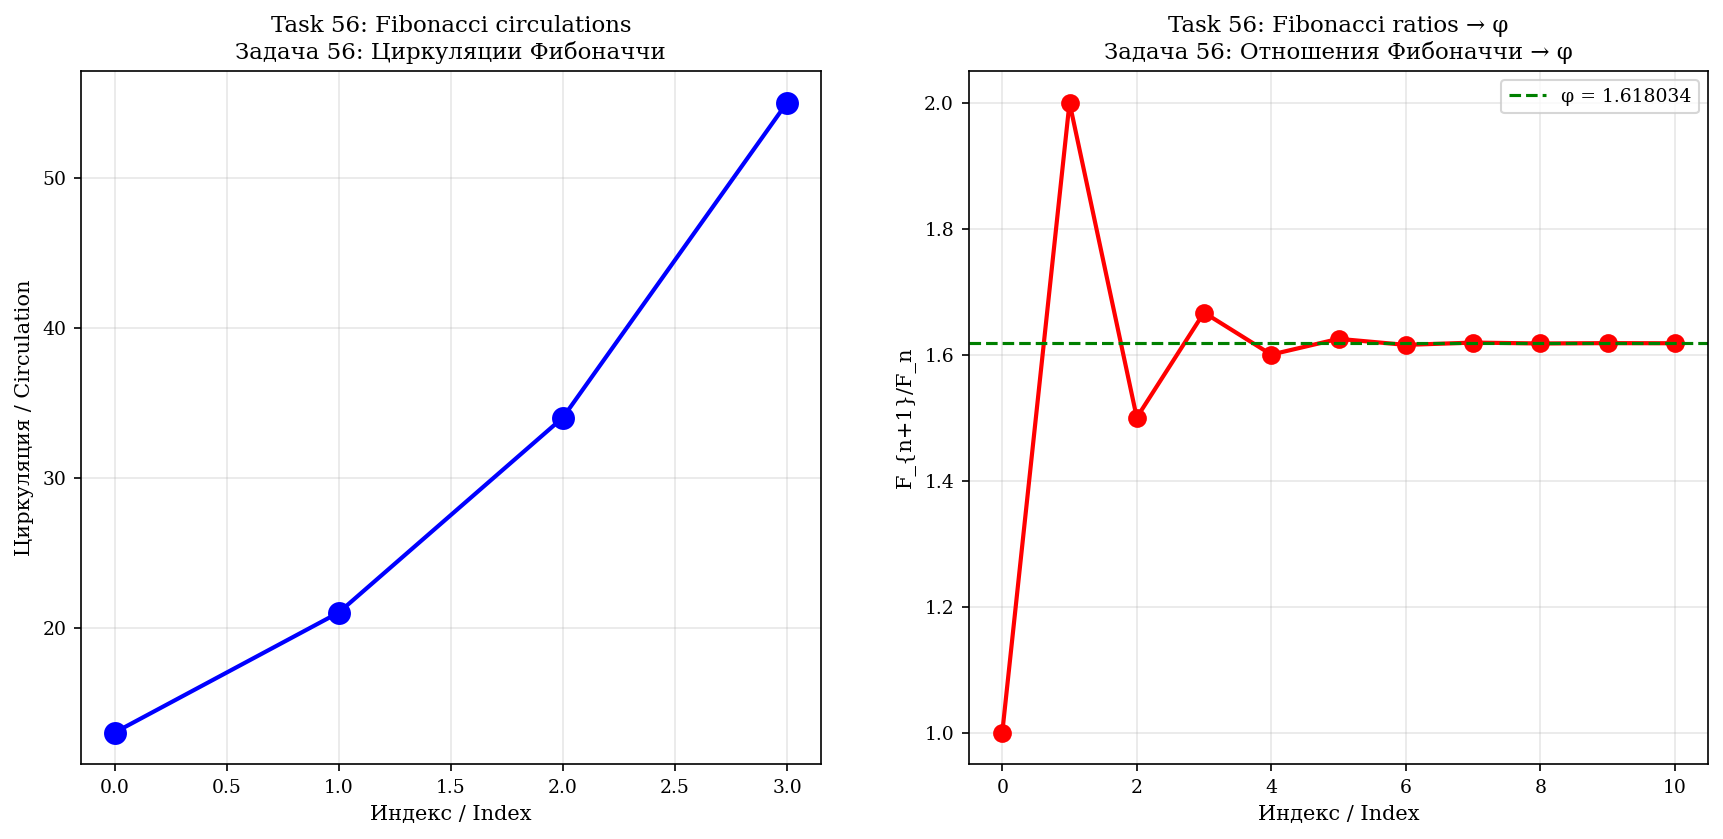 Task 56: Fibonacci circulations
Задача 56: Циркуляции Фибоначчи
Циркуляция / Circulation
50
40
30
20
0.0 0.5 1.0 1.5 2.0 2.5 3.0
Индекс / Index
Task 56: Fibonacci ratios → φ
Задача 56: Отношения Фибоначчи → φ
φ = 1.618034
F_{n+1}/F_n
2.0
1.8
1.6
1.4
1.2
1.0
0 2 4 6 8 10
Индекс / Index